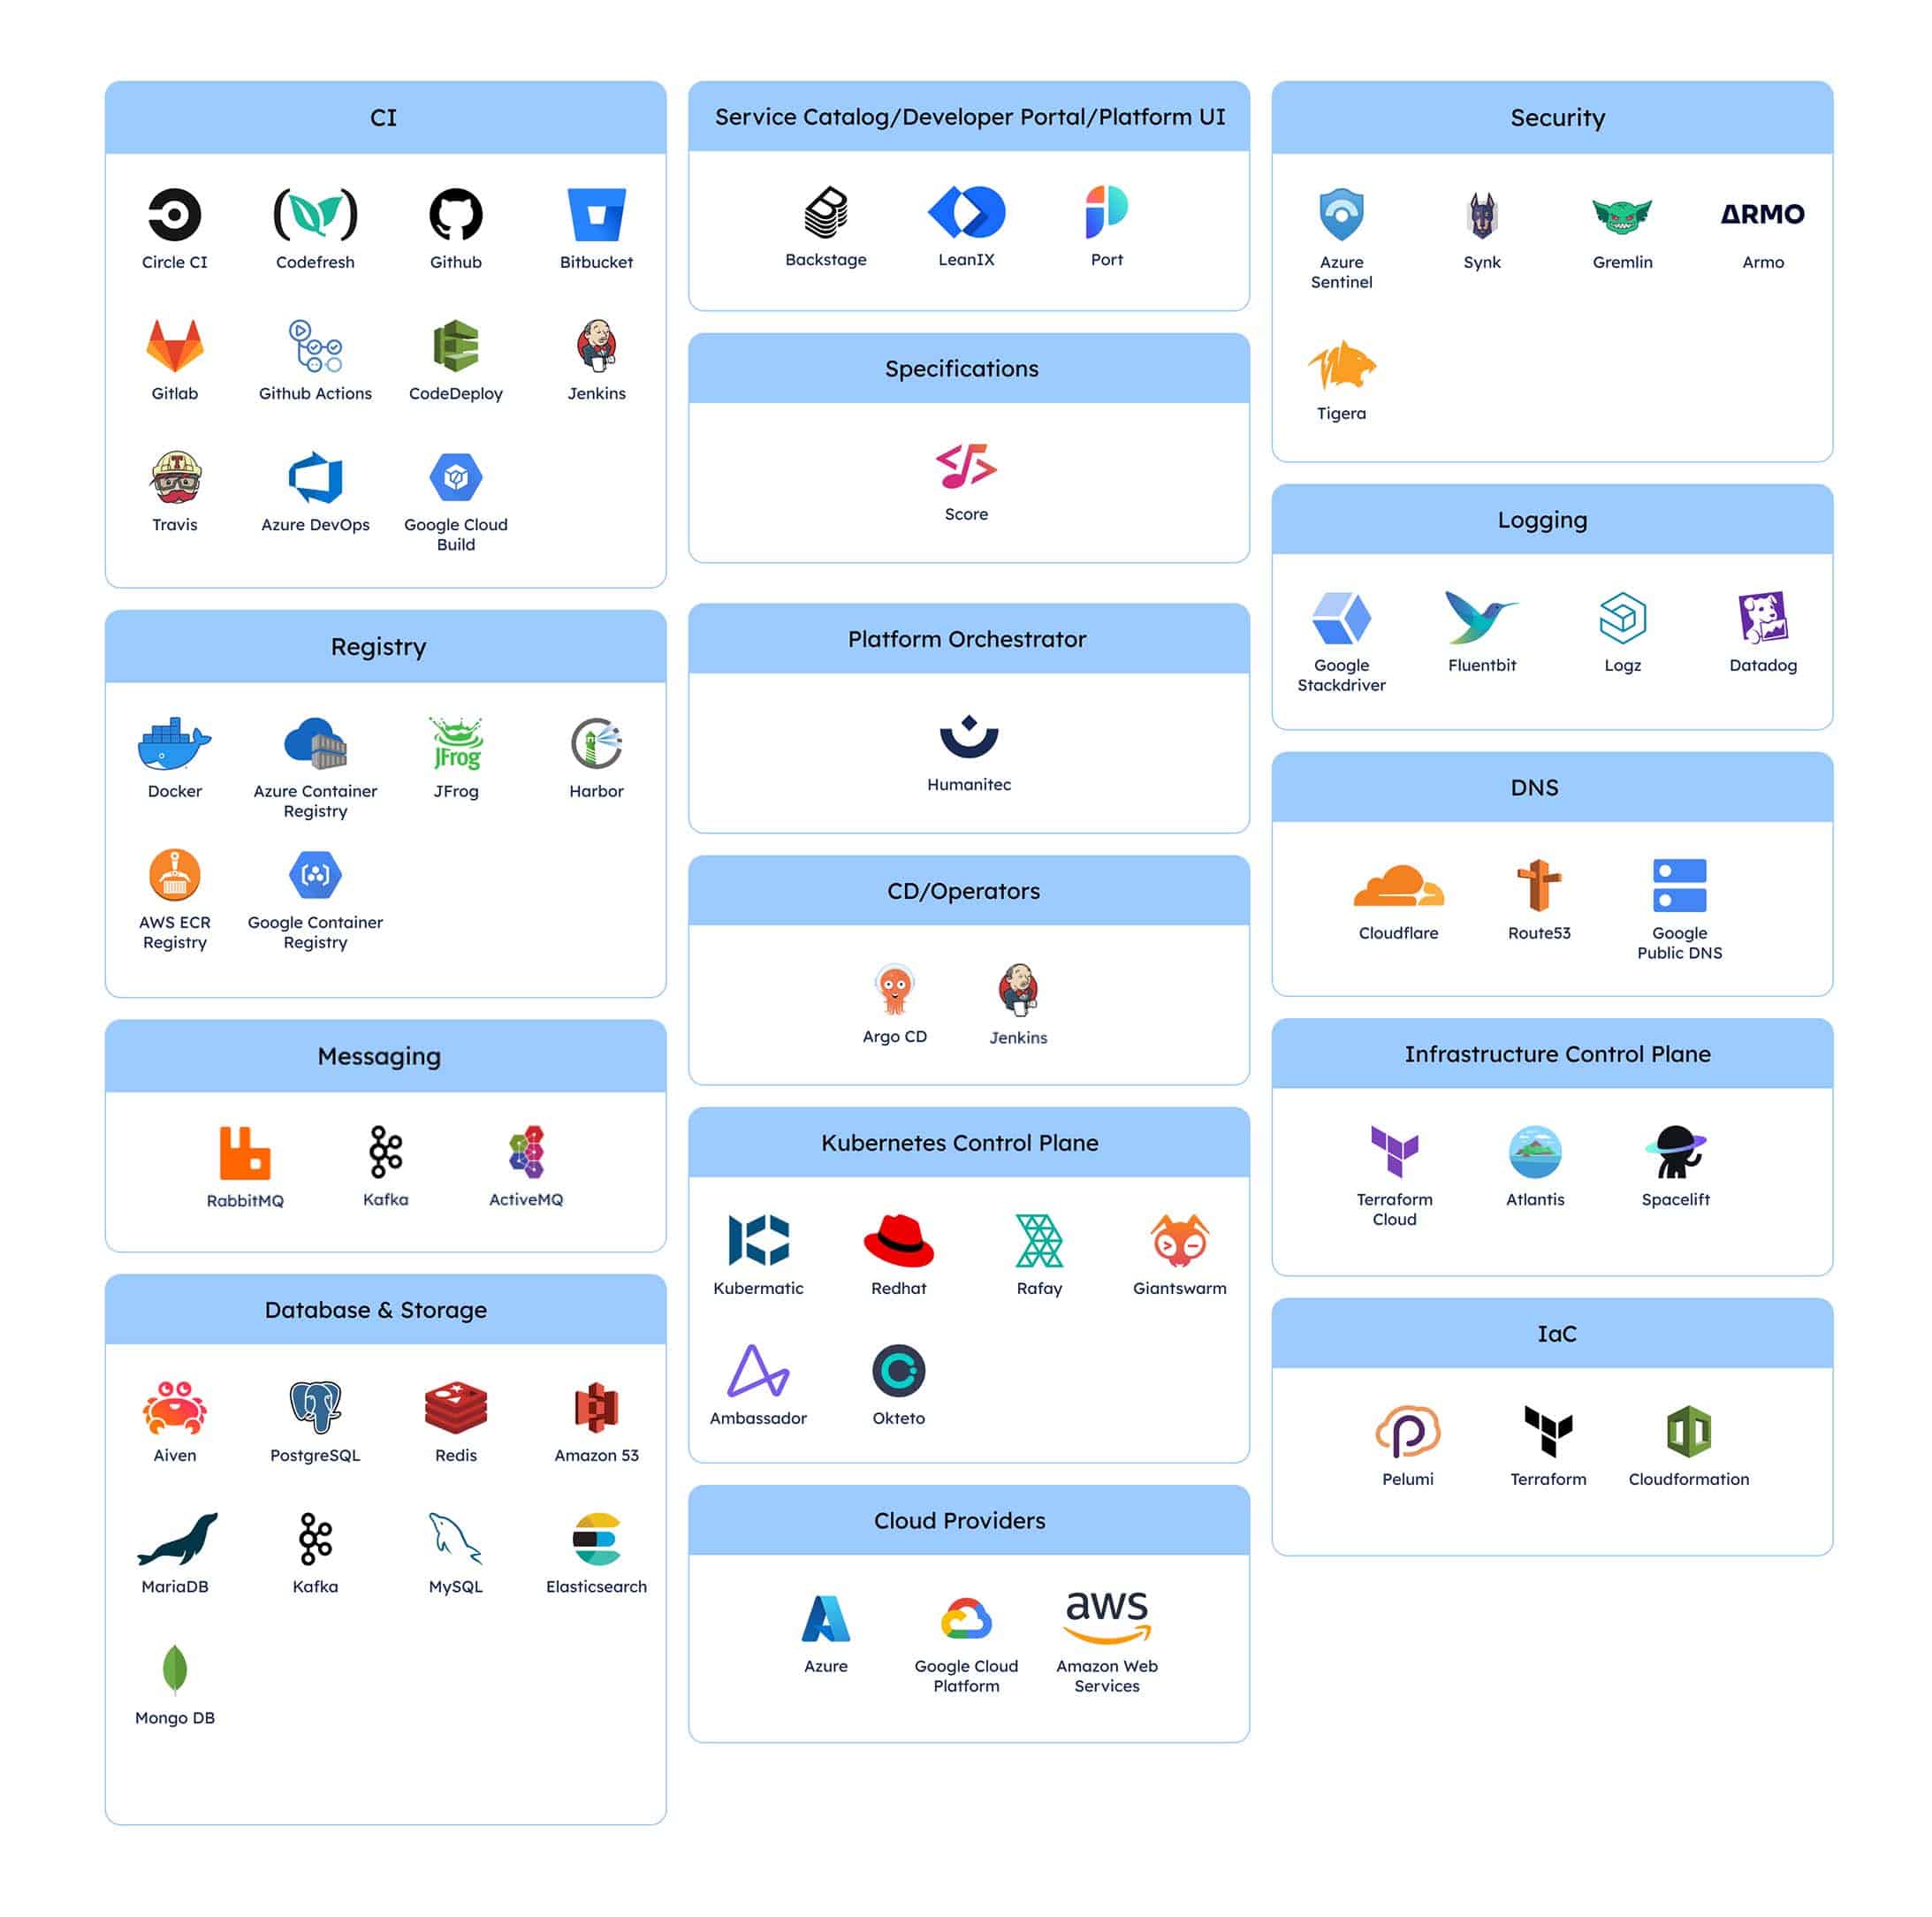 CI
Circle CI
Codefresh
Github
Bitbucket
Gitlab
Github Actions
CodeDeploy
Jenkins
Travis
Azure DevOps
Google Cloud
Build
Registry
JFrog
Docker
Azure Container
Registry
JFrog
Harbor
AWS ECR
Registry
Google Container
Registry
Messaging
RabbitMQ
Kafka
ActiveMQ
Database & Storage
Aiven
PostgreSQL
Redis
Amazon 53
MariaDB
Kafka
MySQL
Elasticsearch
Mongo DB
Service Catalog/Developer Portal/Platform UI
Backstage
LeanIX
Port
Specifications
Score
Platform Orchestrator
Humanitec
CD/Operators
Argo CD
Jenkins
Kubernetes Control Plane
Kubermatic
Redhat
Rafay
Giantswarm
Ambassador
Okteto
Cloud Providers
aws
Azure
Google Cloud
Platform
Amazon Web
Services
Security
ARMO
Azure
Sentinel
Synk
Gremlin
Armo
Tigera
Logging
Google
Stackdriver
Fluentbit
Logz
Datadog
DNS
Cloudflare
Route53
Google
Public DNS
Infrastructure Control Plane
Terraform
Cloud
Atlantis
Spacelift
IaC
Pelumi
Terraform
Cloudformation